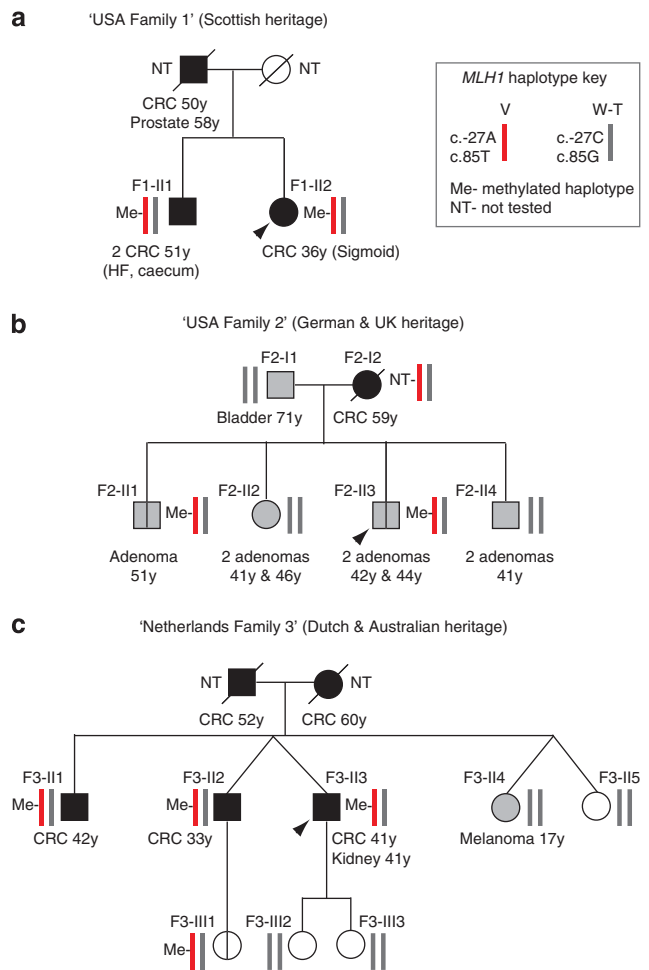 a
'USA Family 1' (Scottish heritage)
NT
NT
CRC 50y
Prostate 58y
F1-II1
F1-II2
Me-
Me-
2 CRC 51y
(HF, caecum)
CRC 36y (Sigmoid)
MLH1 haplotype key
V
W-T
c.-27A
c.85T
c.-27C
c.85G
Me- methylated haplotype
NT- not tested
b
'USA Family 2' (German & UK heritage)
F2-I1
F2-I2
NT-
Bladder 71y
CRC 59y
F2-II1
F2-II2
F2-II3
F2-II4
Me-
Me-
Adenoma
51y
2 adenomas
41y & 46y
2 adenomas
42y & 44y
2 adenomas
41y
c
'Netherlands Family 3' (Dutch & Australian heritage)
NT
NT
CRC 52y
CRC 60y
F3-II1
F3-II2
F3-II3
F3-II4
F3-II5
Me-
Me-
Me-
CRC 42y
CRC 33y
CRC 41y
Kidney 41y
Melanoma 17y
F3-III1
F3-III2
F3-III3
Me-